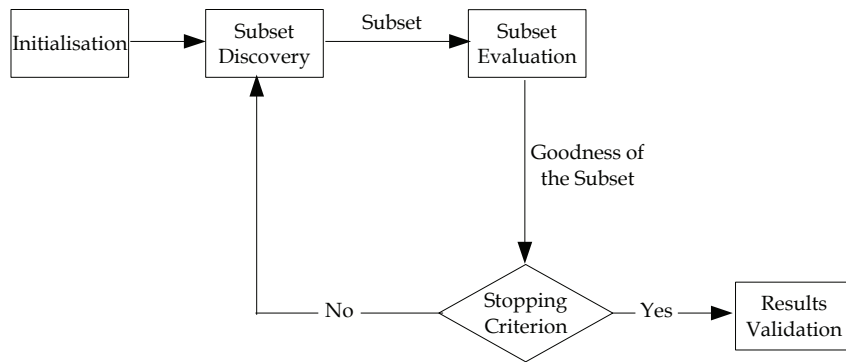 Initialisation
Subset
Discovery
Subset
Subset
Evaluation
Goodness of
the Subset
No
Stopping
Criterion
Yes
Results
Validation